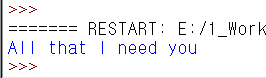 >>>
======= RESTART: E:/1_Work
All that I need you
>>>